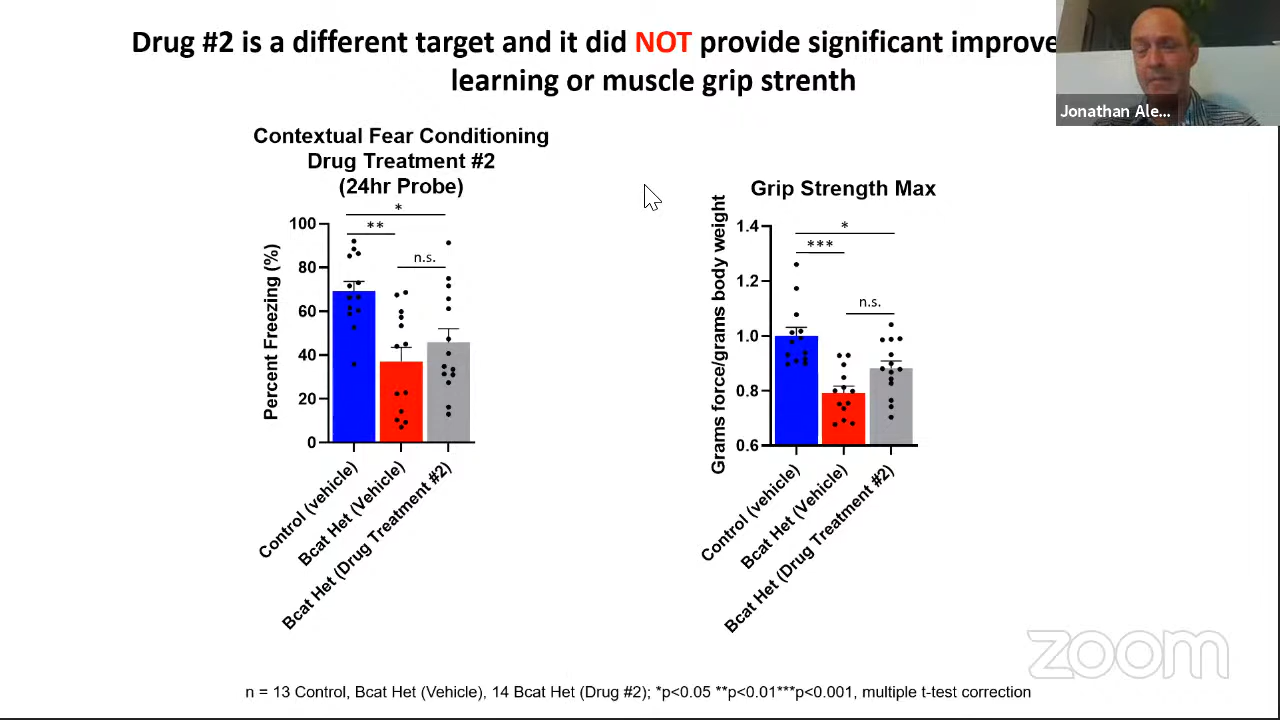 Drug #2 is a different target and it did NOT provide significant
learning or muscle grip strenth
Jonathan Ale...
Contextual Fear Conditioning
Drug Treatment #2
(24hr Probe)
Percent Freezing (%)
100
80
60
40
20
0
*
**
n.s.
Control (vehicle)
Bcat Het (Vehicle)
Bcat Het (Drug Treatment #2)
Grip Strength Max
Grams force/grams body weight
1.4
1.2
1.0
0.8
0.6
*
***
n.s.
Control (vehicle)
Bcat Het (Vehicle)
Bcat Het (Drug Treatment #2)
zoom
n = 13 Control, Bcat Het (Vehicle), 14 Bcat Het (Drug #2); *p<0.05 **p<0.01***p<0.001, multiple t-test correction